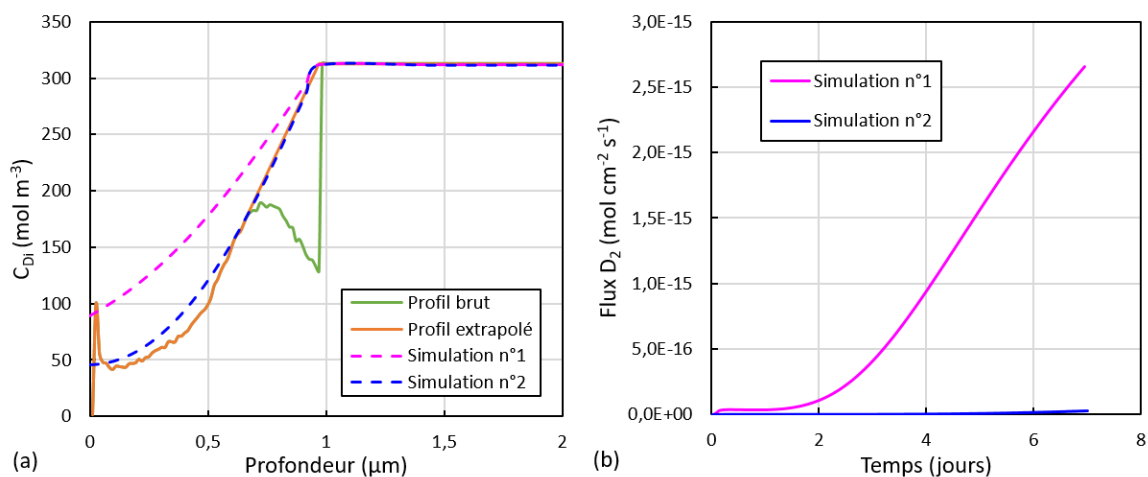 350
300
250
200
150
100
50
0
C_Di (mol m⁻³)
Profil brut
Profil extrapolé
Simulation n°1
Simulation n°2
0
0,5
1
1,5
2
Profondeur (µm)
(a)
3,0E-15
2,5E-15
2,0E-15
1,5E-15
1,0E-15
5,0E-16
0,0E+00
Flux D₂ (mol cm⁻² s⁻¹)
Simulation n°1
Simulation n°2
0
2
4
6
8
Temps (jours)
(b)